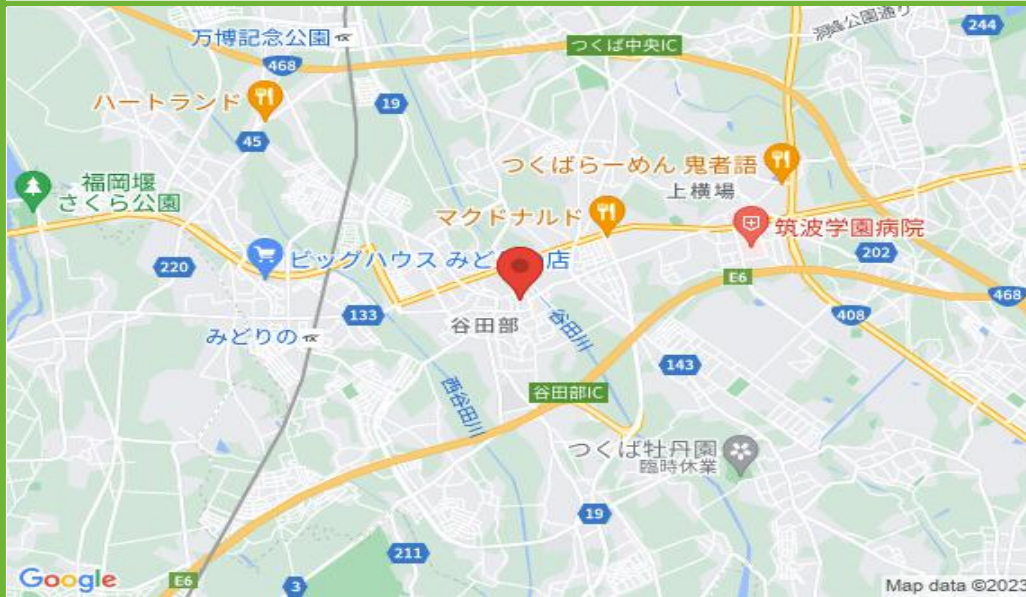 洞峰公園通り
244
万博記念公園
つくば中央IC
468
ハートランド
19
45
つくばらーめん 鬼者語
上横場
福岡堰
さくら公園
マクドナルド
筑波学園病院
ビッグハウス みど
店
220
202
E6
468
133
谷田部
谷田川
408
みどりの
143
西谷田川
谷田部IC
つくば牡丹園
臨時休業
19
211
Google
E6
3
Map data ©2023